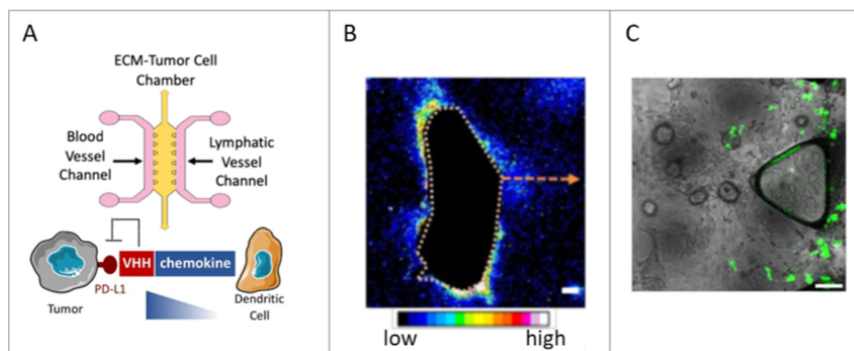 A
ECM-Tumor Cell
Chamber
Blood
Vessel
Channel
Lymphatic
Vessel
Channel
VHH chemokine
PD-L1
Tumor
Dendritic
Cell
B
low
high
C